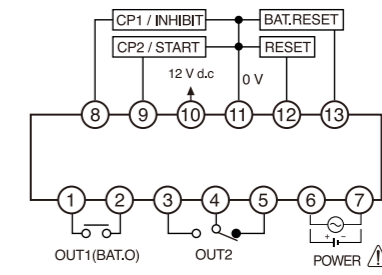 CP1 / INHIBIT BAT.RESET
CP2 / START RESET
12 V d.c 0 V
8 9 10 11 12 13
1 2 3 4 5 6 7
+ −
OUT1(BAT.O) OUT2 POWER